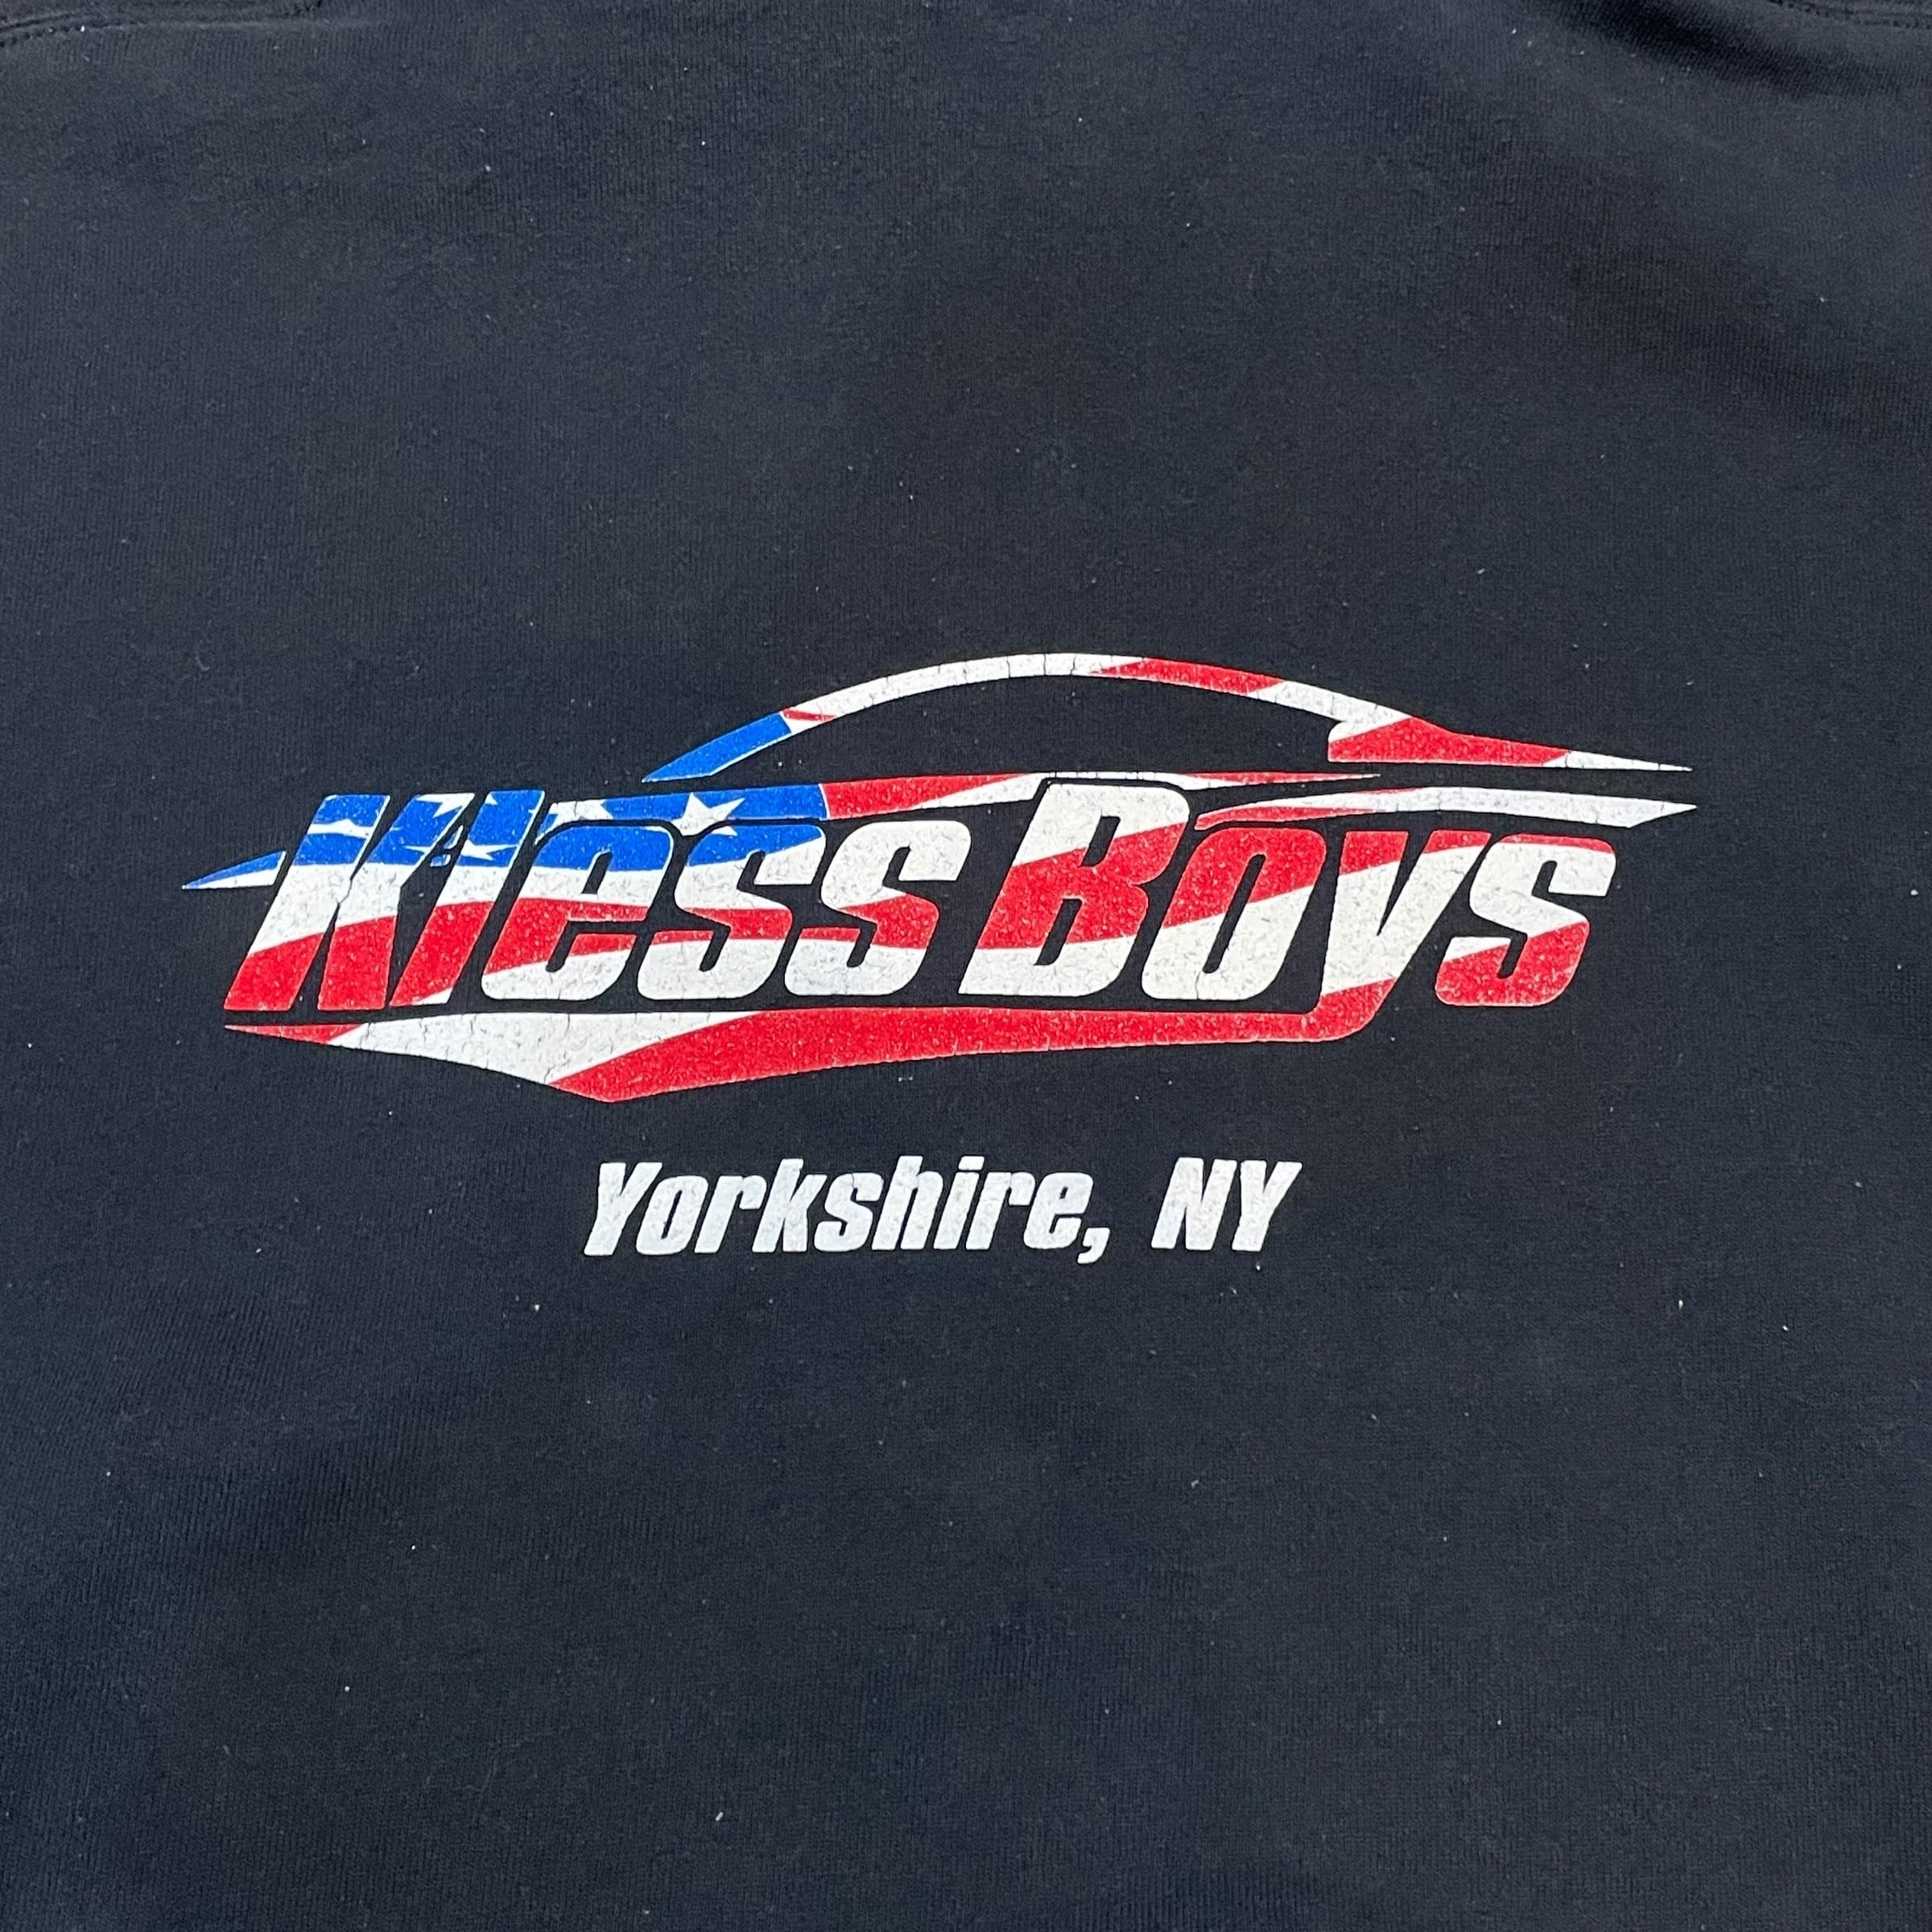 Kless Boys
Yorkshire, NY